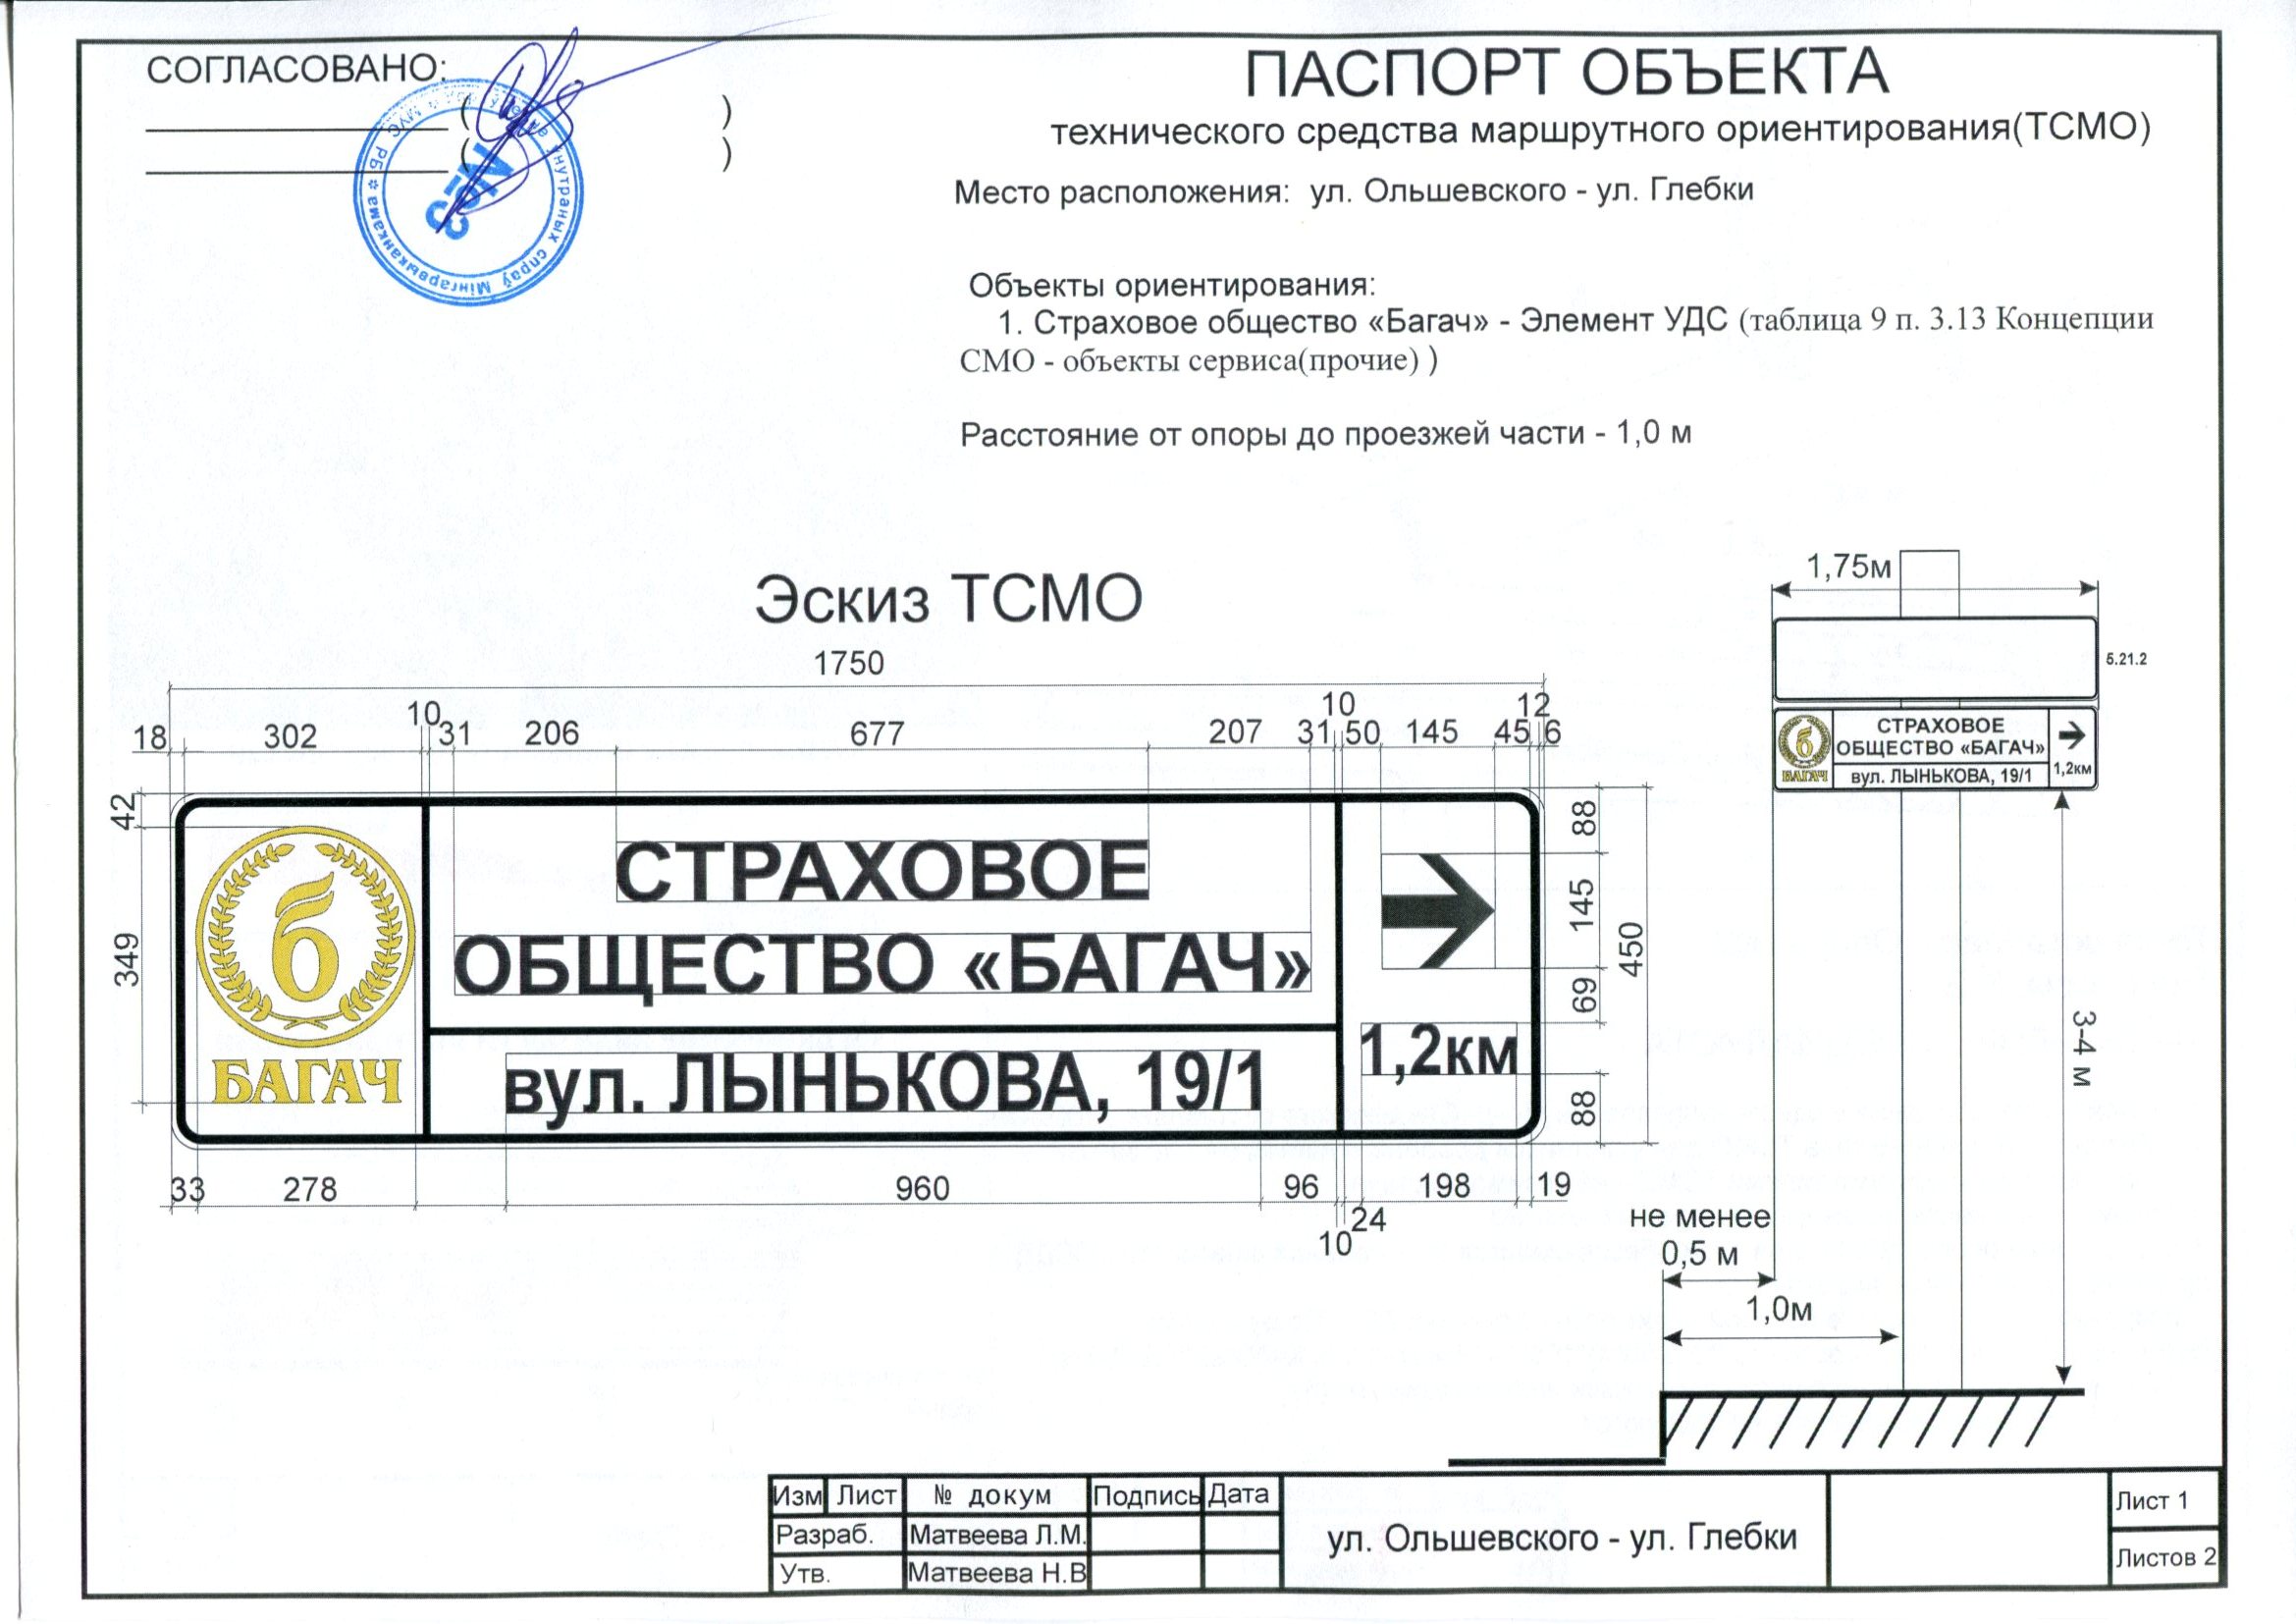 СОГЛАСОВАНО:
( )
( )
№3
унутраных спраў Мінгарвыканкама * РБ * МУС
ПАСПОРТ ОБЪЕКТА
технического средства маршрутного ориентирования(ТСМО)
Место расположения: ул. Ольшевского - ул. Глебки
Объекты ориентирования:
1. Страховое общество «Багач» - Элемент УДС (таблица 9 п. 3.13 Концепции
СМО - объекты сервиса(прочие) )
Расстояние от опоры до проезжей части - 1,0 м
Эскиз ТСМО
1750
18 302 10 31 206 677 207 31 10 50 145 45 12 6
42
349
б
БАГАЧ
СТРАХОВОЕ
ОБЩЕСТВО «БАГАЧ»
вул. ЛЫНЬКОВА, 19/1
1,2км
88
145
69
88
450
33 278 960 96 10 24 198 19
1,75м
5.21.2
б
БАГАЧ
СТРАХОВОЕ
ОБЩЕСТВО «БАГАЧ»
вул. ЛЫНЬКОВА, 19/1
1,2км
3-4 м
не менее
0,5 м
1,0м
Изм Лист № докум Подпись Дата
Разраб. Матвеева Л.М.
Утв. Матвеева Н.В
ул. Ольшевского - ул. Глебки
Лист 1
Листов 2